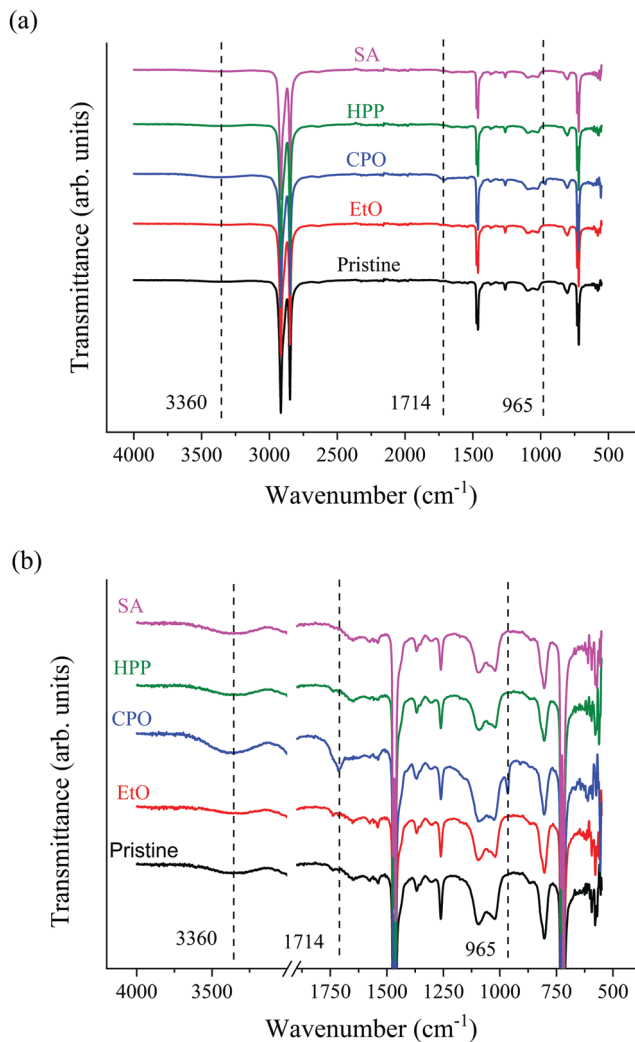 (a)
SA
HPP
CPO
EtO
Pristine
3360
1714
965
Transmittance (arb. units)
4000 3500 3000 2500 2000 1500 1000 500
Wavenumber (cm⁻¹)
(b)
SA
HPP
CPO
EtO
Pristine
3360
1714
965
Transmittance (arb. units)
4000 3500 1750 1500 1250 1000 750 500
Wavenumber (cm⁻¹)